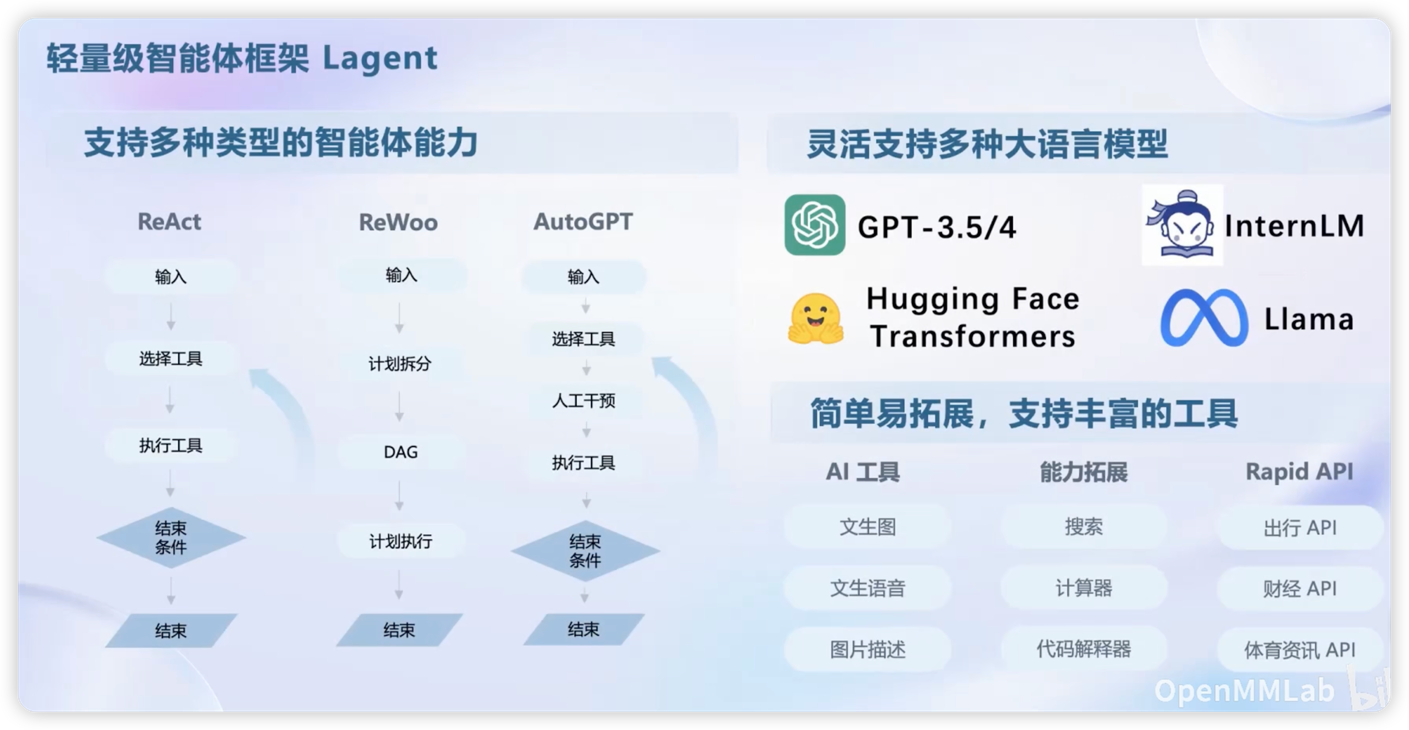 轻量级智能体框架 Lagent
支持多种类型的智能体能力
ReAct
输入
选择工具
执行工具
结束
条件
结束
ReWoo
输入
计划拆分
DAG
计划执行
结束
AutoGPT
输入
选择工具
人工干预
执行工具
结束
条件
结束
灵活支持多种大语言模型
GPT-3.5/4
InternLM
Hugging Face
Transformers
Llama
简单易拓展，支持丰富的工具
AI 工具
文生图
文生语音
图片描述
能力拓展
搜索
计算器
代码解释器
Rapid API
出行 API
财经 API
体育资讯 API
OpenMMLab